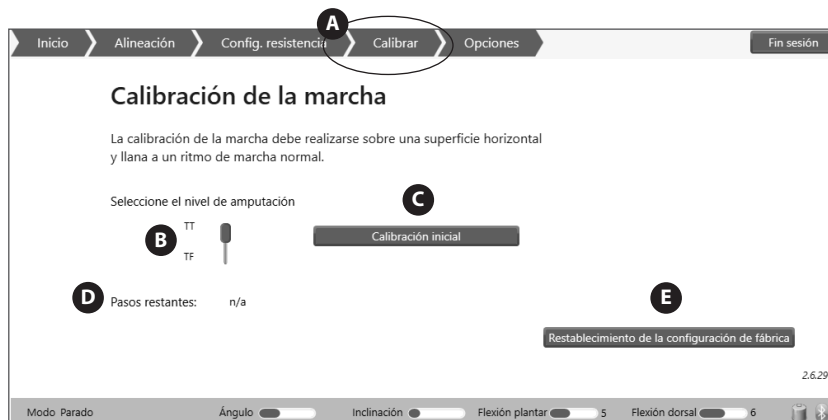 A
Inicio Alineación Config. resistencia Calibrar Opciones Fin sesión
Calibración de la marcha
La calibración de la marcha debe realizarse sobre una superficie horizontal
y llana a un ritmo de marcha normal.
Seleccione el nivel de amputación
C
TT
B
Calibración inicial
TF
D Pasos restantes: n/a
E
Restablecimiento de la configuración de fábrica
2.6.29
Modo Parado Ángulo Inclinación Flexión plantar 5 Flexión dorsal 6